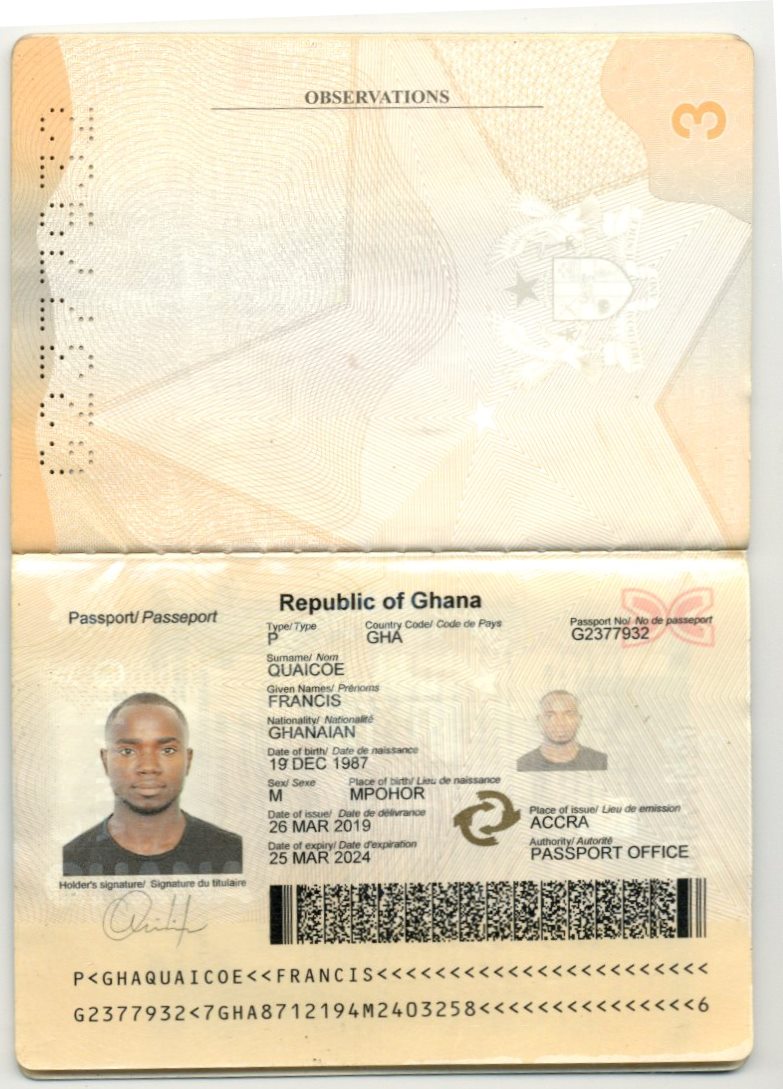 OBSERVATIONS
3
G2377932
Republic of Ghana
Passport/ Passeport
Type/ Type
Country Code/ Code de Pays
Passport No/ No de passeport
P
GHA
G2377932
Surname/ Nom
QUAICOE
Given Names/ Prénoms
FRANCIS
Nationality/ Nationalité
GHANAIAN
Date of birth/ Date de naissance
19 DEC 1987
Sex/ Sexe
Place of birth/ Lieu de naissance
M
MPOHOR
Date of issue/ Date de délivrance
Place of issue/ Lieu de emission
26 MAR 2019
ACCRA
Date of expiry/ Date d'expiration
Authority/ Autorité
25 MAR 2024
PASSPORT OFFICE
Holder's signature/ Signature du titulaire
P<GHAQUAICOE<<FRANCIS<<<<<<<<<<<<<<<<<<<<<<<
G2377932<7GHA8712194M2403258<<<<<<<<<<<<<<<6